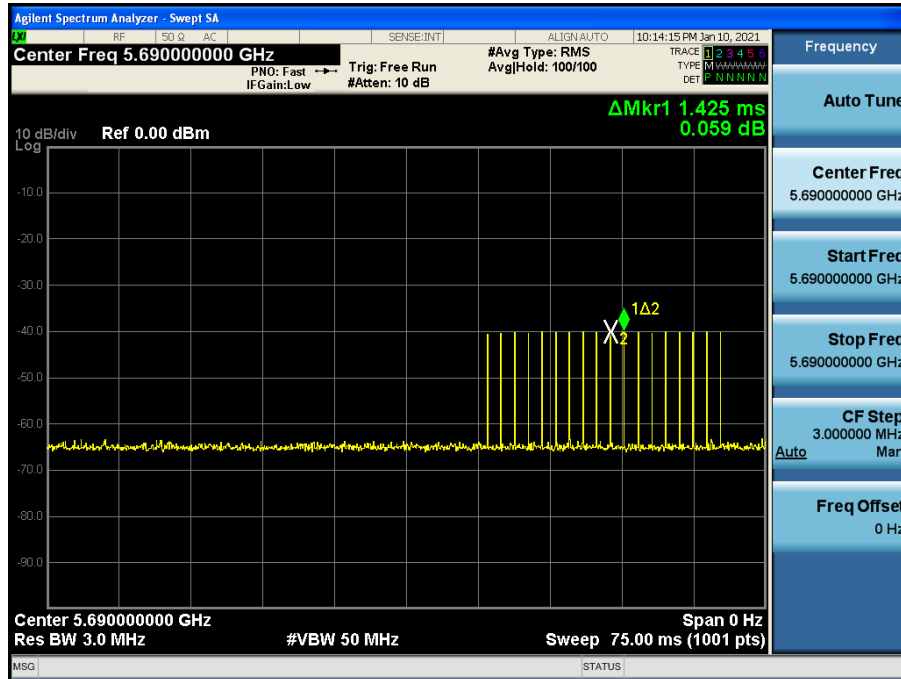 Agilent Spectrum Analyzer - Swept SA
LXI RF 50 Ω AC SENSE:INT ALIGN AUTO 10:14:15 PM Jan 10, 2021
Center Freq 5.690000000 GHz
PNO: Fast
IFGain:Low
Trig: Free Run
#Atten: 10 dB
#Avg Type: RMS
Avg|Hold: 100/100
TRACE 1 2 3 4 5 6
TYPE M WWWWW
DET P N N N N N
ΔMkr1 1.425 ms
0.059 dB
10 dB/div Ref 0.00 dBm
Log
-10.0
-20.0
-30.0
1Δ2
-40.0
X2
-50.0
-60.0
-70.0
-80.0
-90.0
Center 5.690000000 GHz Span 0 Hz
Res BW 3.0 MHz #VBW 50 MHz Sweep 75.00 ms (1001 pts)
MSG STATUS
Frequency
Auto Tune
Center Freq
5.690000000 GHz
Start Freq
5.690000000 GHz
Stop Freq
5.690000000 GHz
CF Step
3.000000 MHz
Auto Man
Freq Offset
0 Hz